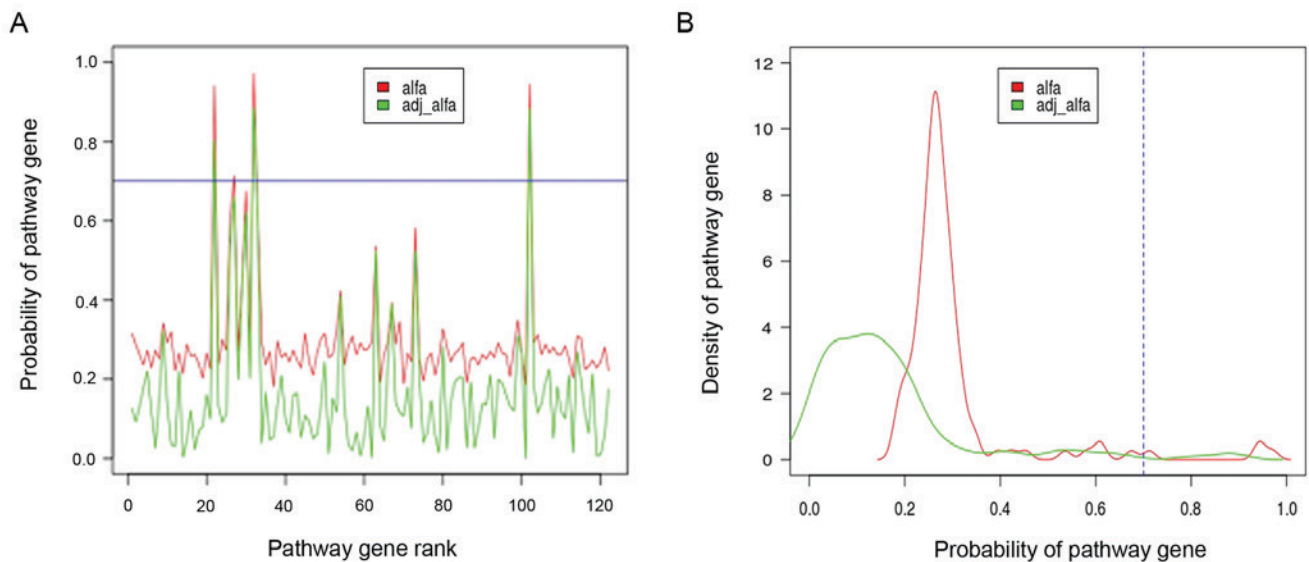 A
Probability of pathway gene
1.0
0.8
0.6
0.4
0.2
0.0
alfa
adj_alfa
0 20 40 60 80 100 120
Pathway gene rank
B
Density of pathway gene
12
10
8
6
4
2
0
alfa
adj_alfa
0.0 0.2 0.4 0.6 0.8 1.0
Probability of pathway gene